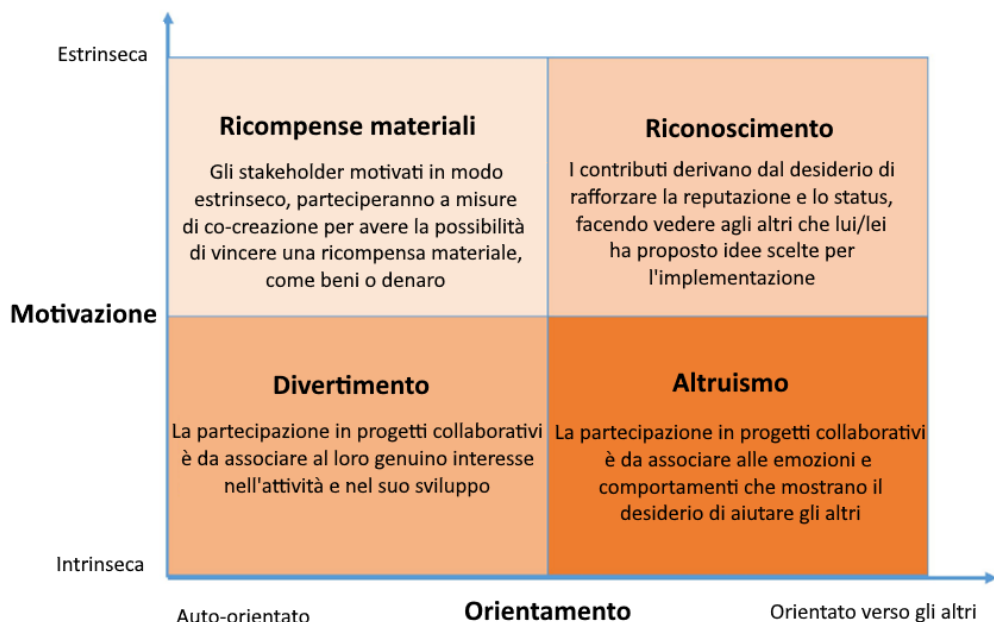 Estrinseca
Ricompense materiali
Gli stakeholder motivati in modo
estrinseco, parteciperanno a misure
di co-creazione per avere la possibilità
di vincere una ricompensa materiale,
come beni o denaro
Riconoscimento
I contributi derivano dal desiderio di
rafforzare la reputazione e lo status,
facendo vedere agli altri che lui/lei
ha proposto idee scelte per
l'implementazione
Motivazione
Divertimento
La partecipazione in progetti collaborativi
è da associare al loro genuino interesse
nell'attività e nel suo sviluppo
Altruismo
La partecipazione in progetti collaborativi
è da associare alle emozioni e
comportamenti che mostrano il
desiderio di aiutare gli altri
Intrinseca
Auto-orientato
Orientamento
Orientato verso gli altri